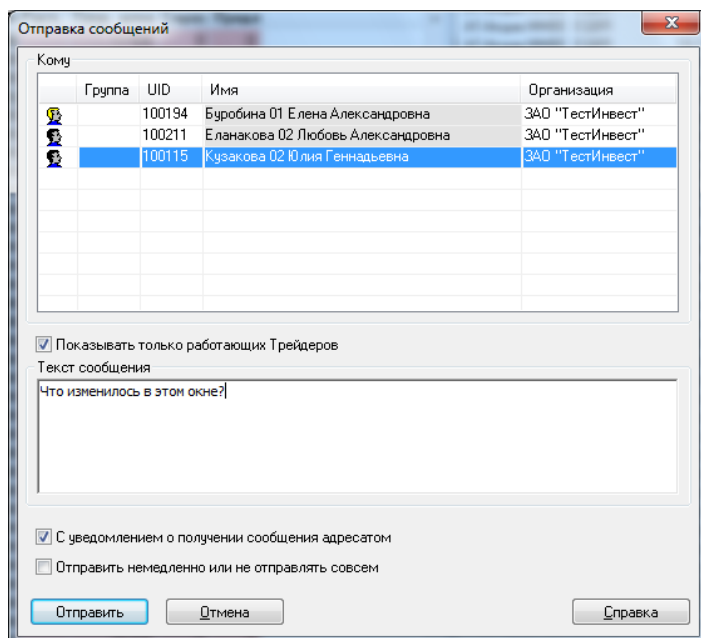 Отправка сообщений
Кому
Группа UID Имя Организация
100194 Буробина 01 Елена Александровна ЗАО "ТестИнвест"
100211 Еланакова 02 Любовь Александровна ЗАО "ТестИнвест"
100115 Кузакова 02 Юлия Геннадьевна ЗАО "ТестИнвест"
Показывать только работающих Трейдеров
Текст сообщения
Что изменилось в этом окне?
С уведомлением о получении сообщения адресатом
Отправить немедленно или не отправлять совсем
Отправить Отмена Справка